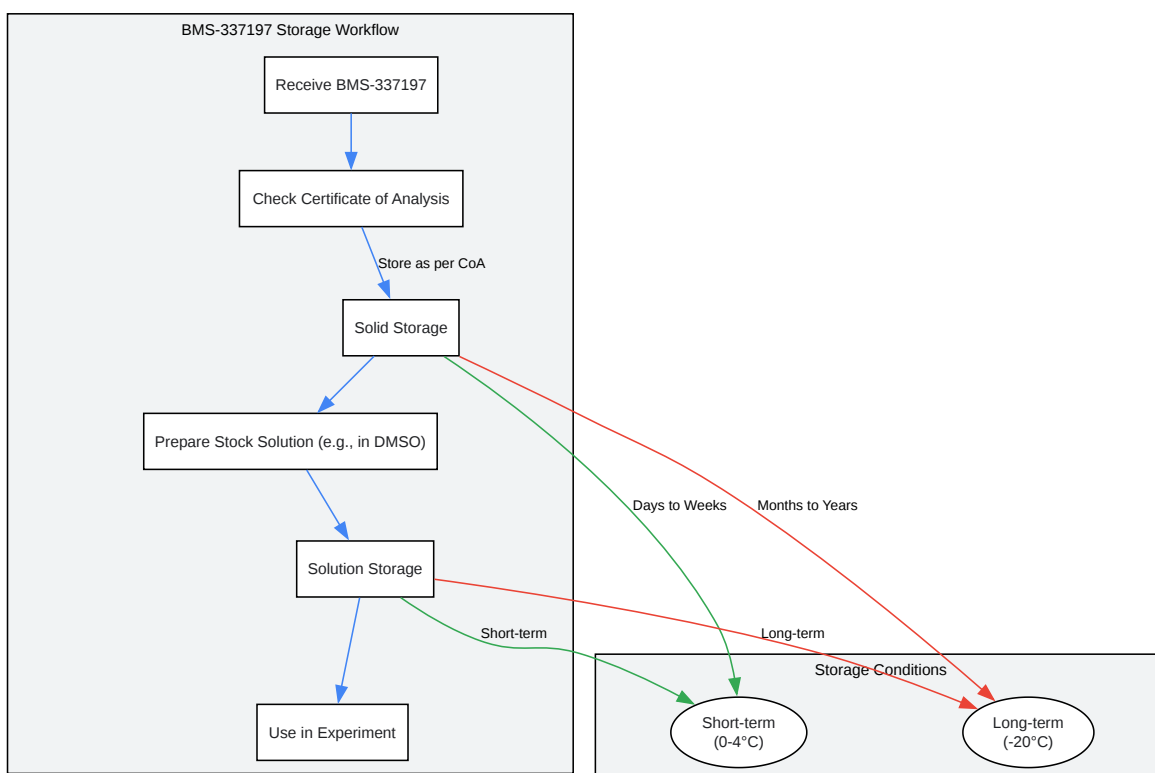 BMS-337197 Storage Workflow
Receive BMS-337197
Check Certificate of Analysis
Store as per CoA
Solid Storage
Prepare Stock Solution (e.g., in DMSO)
Days to Weeks
Months to Years
Solution Storage
Short-term
Long-term
Use in Experiment
Storage Conditions
Short-term
(0-4°C)
Long-term
(-20°C)